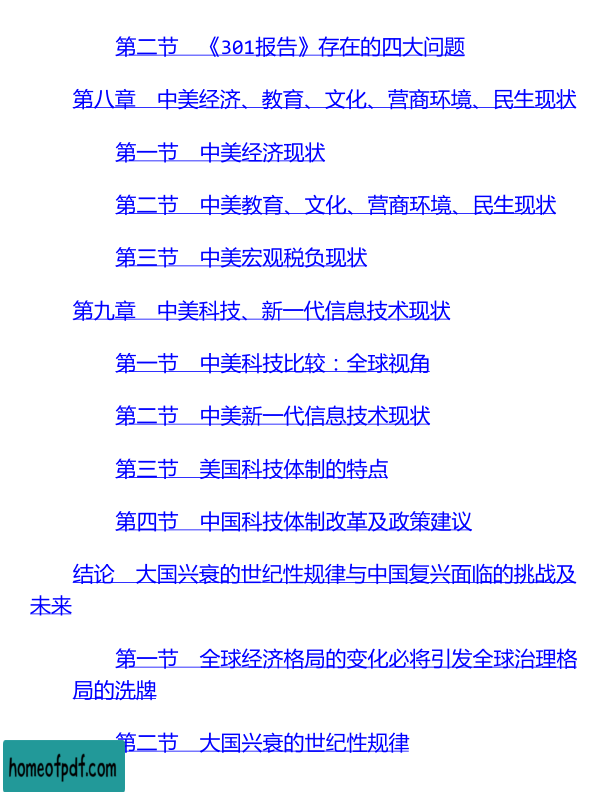 第二节　《301报告》存在的四大问题
第八章　中美经济、教育、文化、营商环境、民生现状
第一节　中美经济现状
第二节　中美教育、文化、营商环境、民生现状
第三节　中美宏观税负现状
第九章　中美科技、新一代信息技术现状
第一节　中美科技比较：全球视角
第二节　中美新一代信息技术现状
第三节　美国科技体制的特点
第四节　中国科技体制改革及政策建议
结论　大国兴衰的世纪性规律与中国复兴面临的挑战及
未来
第一节　全球经济格局的变化必将引发全球治理格
局的洗牌
第二节　大国兴衰的世纪性规律
homeofpdf.com